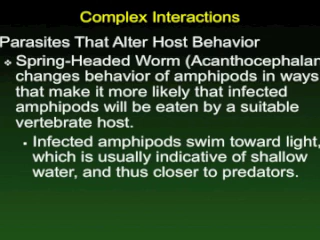 Complex Interactions
Parasites That Alter Host Behavior
❖ Spring-Headed Worm (Acanthocephalan
changes behavior of amphipods in ways
that make it more likely that infected
amphipods will be eaten by a suitable
vertebrate host.
▪ Infected amphipods swim toward light,
which is usually indicative of shallow
water, and thus closer to predators.